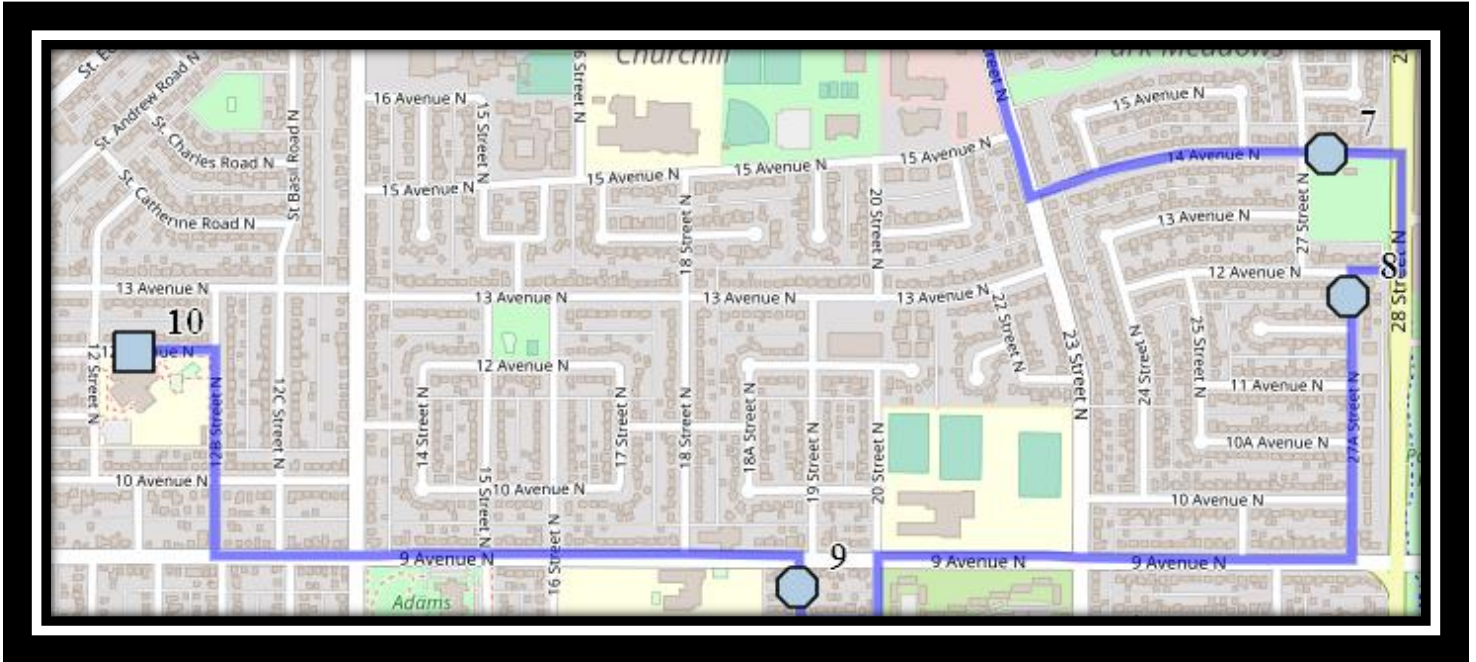 Churchill
Park Meadows
St. Andrew Road N
16 Avenue N
15 Street N
15 Avenue N
7
St. Charles Road N
St Basil Road N
15 Avenue N
14 Avenue N
15 Avenue N
15 Avenue N
15 Avenue N
St. Catherine Road N
20 Street N
18 Street N
13 Avenue N
27 Street N
8
12 Avenue N
28 Street N
13 Avenue N
13 Avenue N
13 Avenue N
13 Avenue N
22 Street N
10
23 Street N
25 Street N
24 Street N
12 Street N
12 Avenue N
11 Avenue N
12B Street N
12C Street N
14 Street N
17 Street N
18 Street N
18A Street N
19 Street N
20 Street N
10A Avenue N
27A Street N
10 Avenue N
15 Street N
10 Avenue N
10 Avenue N
16 Street N
9
9 Avenue N
9 Avenue N
9 Avenue N
Adams